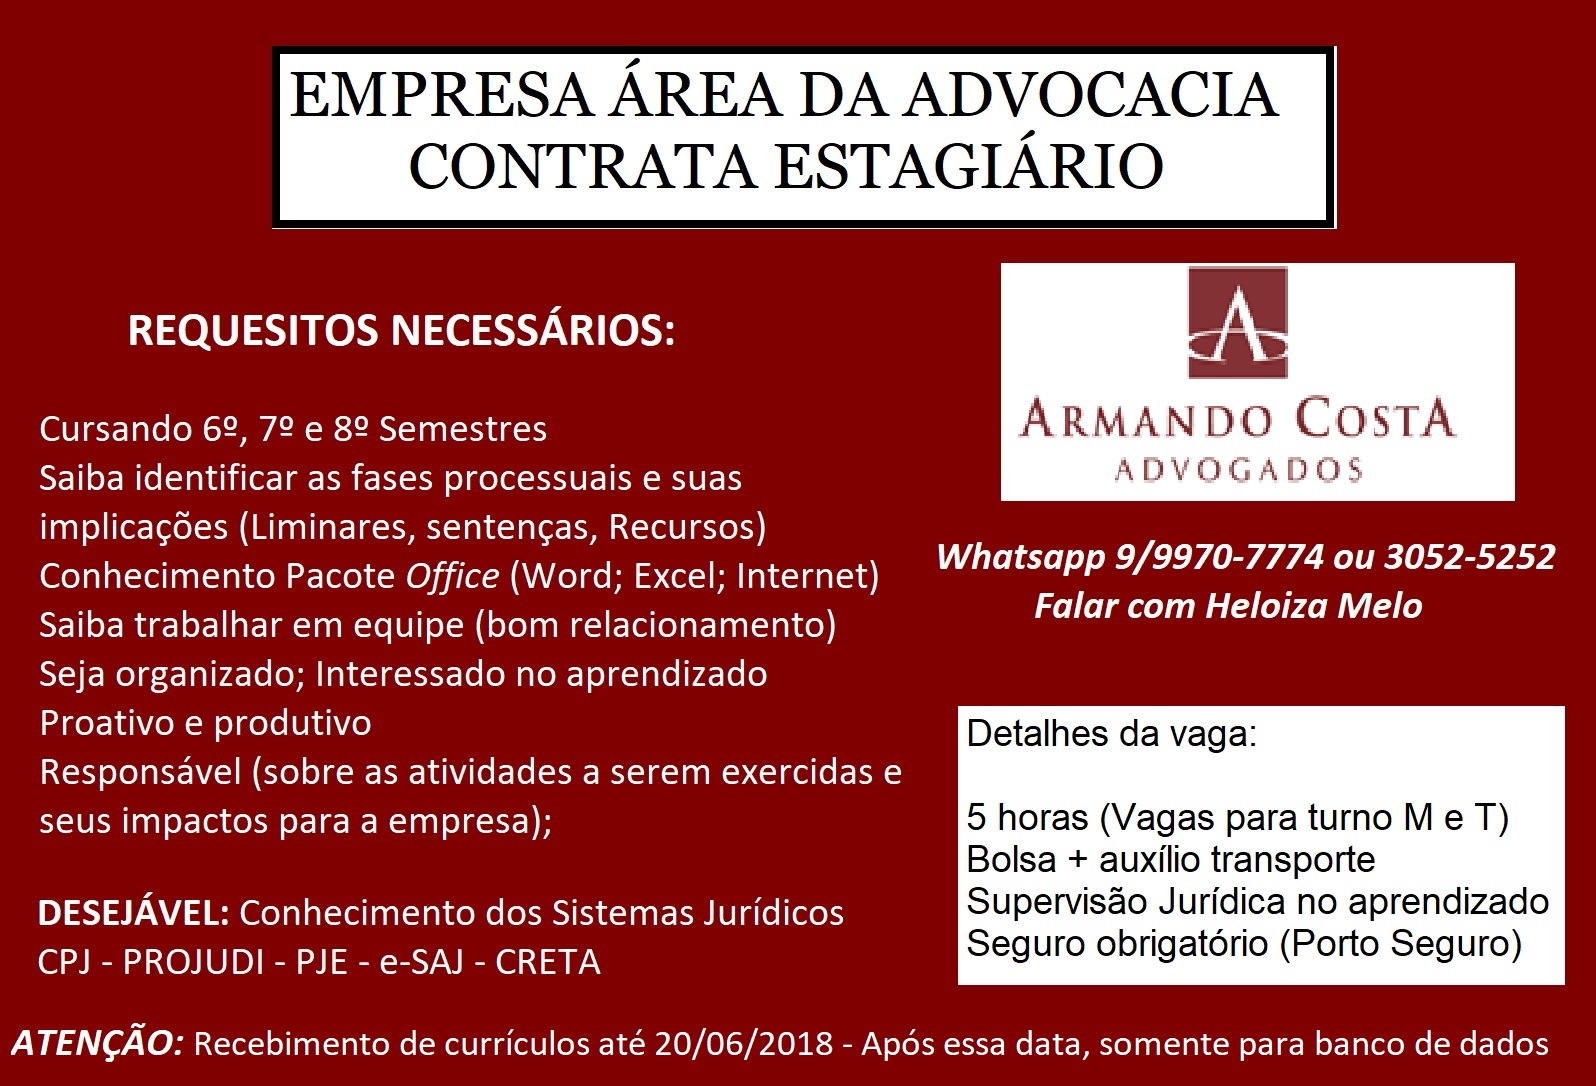 EMPRESA ÁREA DA ADVOCACIA
CONTRATA ESTAGIÁRIO
REQUESITOS NECESSÁRIOS:
Cursando 6º, 7º e 8º Semestres
Saiba identificar as fases processuais e suas
implicações (Liminares, sentenças, Recursos)
Conhecimento Pacote Office (Word; Excel; Internet)
Saiba trabalhar em equipe (bom relacionamento)
Seja organizado; Interessado no aprendizado
Proativo e produtivo
Responsável (sobre as atividades a serem exercidas e
seus impactos para a empresa);
DESEJÁVEL: Conhecimento dos Sistemas Jurídicos
CPJ - PROJUDI - PJE - e-SAJ - CRETA
A
ARMANDO COSTA
ADVOGADOS
Whatsapp 9/9970-7774 ou 3052-5252
Falar com Heloiza Melo
Detalhes da vaga:
5 horas (Vagas para turno M e T)
Bolsa + auxílio transporte
Supervisão Jurídica no aprendizado
Seguro obrigatório (Porto Seguro)
ATENÇÃO: Recebimento de currículos até 20/06/2018 - Após essa data, somente para banco de dados